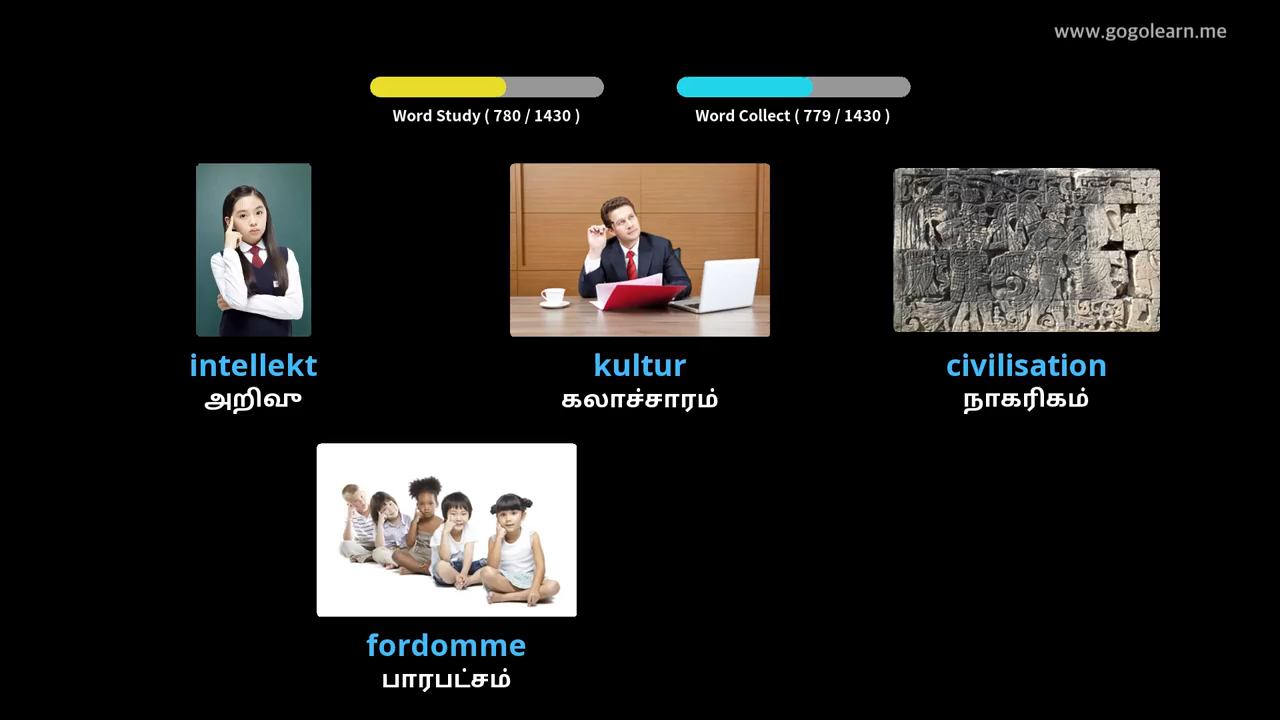 www.gogolearn.me
Word Study ( 780 / 1430 )
Word Collect ( 779 / 1430 )
intellekt
அறிவு
kultur
கலாச்சாரம்
civilisation
நாகரிகம்
fordomme
பாரபட்சம்